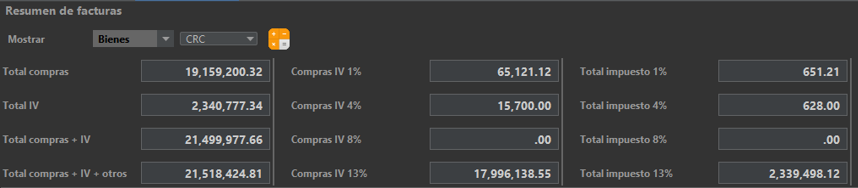 Resumen de facturas
Mostrar Bienes CRC
Total compras 19,159,200.32 Compras IV 1% 65,121.12 Total impuesto 1% 651.21
Total IV 2,340,777.34 Compras IV 4% 15,700.00 Total impuesto 4% 628.00
Total compras + IV 21,499,977.66 Compras IV 8% .00 Total impuesto 8% .00
Total compras + IV + otros 21,518,424.81 Compras IV 13% 17,996,138.55 Total impuesto 13% 2,339,498.12